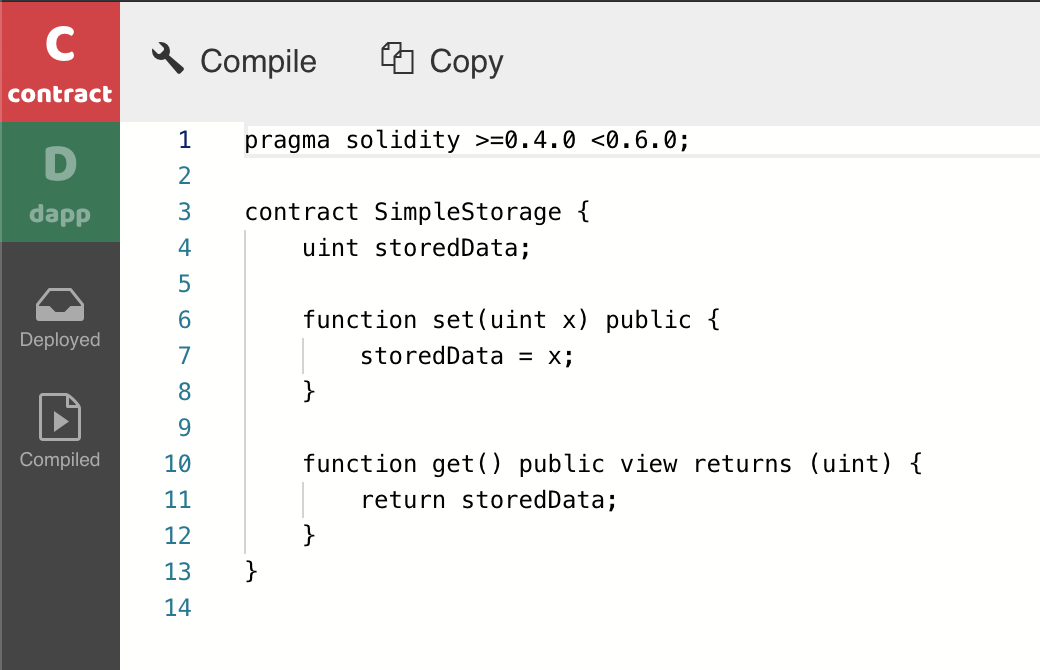 C
contract
Compile
Copy
D
dapp
Deployed
Compiled
1 pragma solidity >=0.4.0 <0.6.0;
2
3 contract SimpleStorage {
4     uint storedData;
5
6     function set(uint x) public {
7         storedData = x;
8     }
9
10     function get() public view returns (uint) {
11         return storedData;
12     }
13 }
14